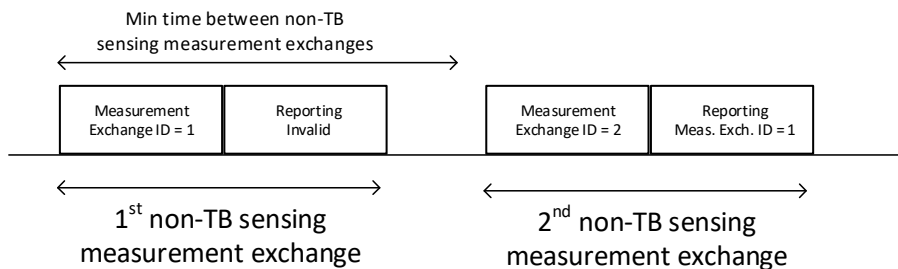 Min time between non-TB
sensing measurement exchanges
Measurement
Exchange ID = 1
Reporting
Invalid
Measurement
Exchange ID = 2
Reporting
Meas. Exch. ID = 1
1st non-TB sensing
measurement exchange
2nd non-TB sensing
measurement exchange